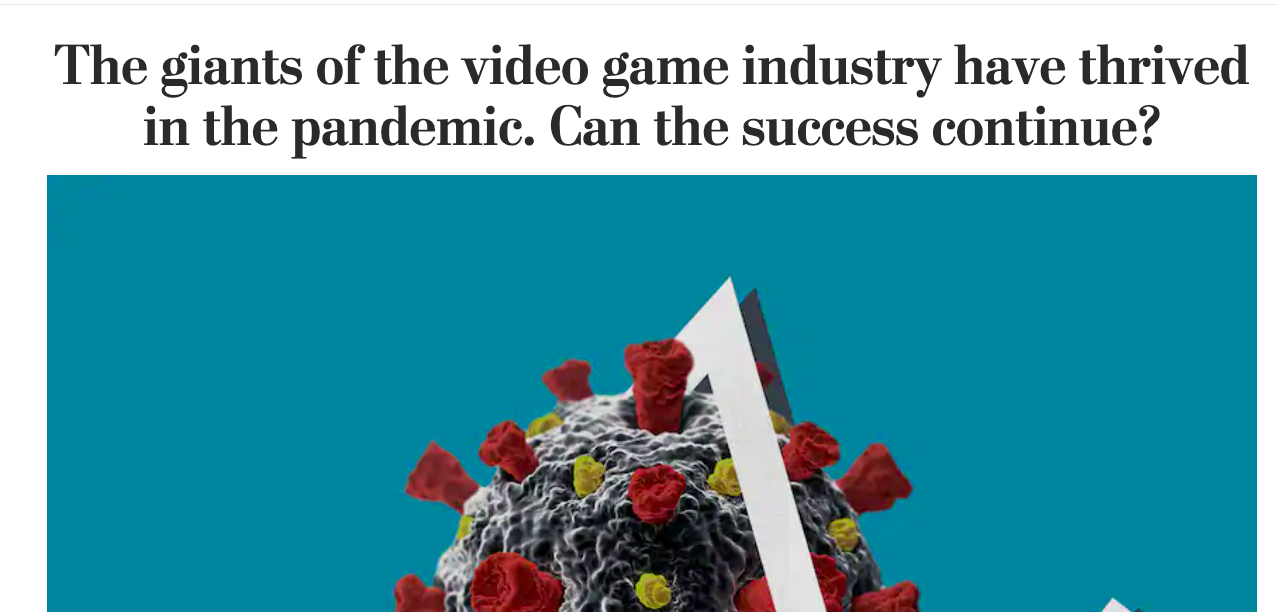 The giants of the video game industry have thrived
in the pandemic. Can the success continue?